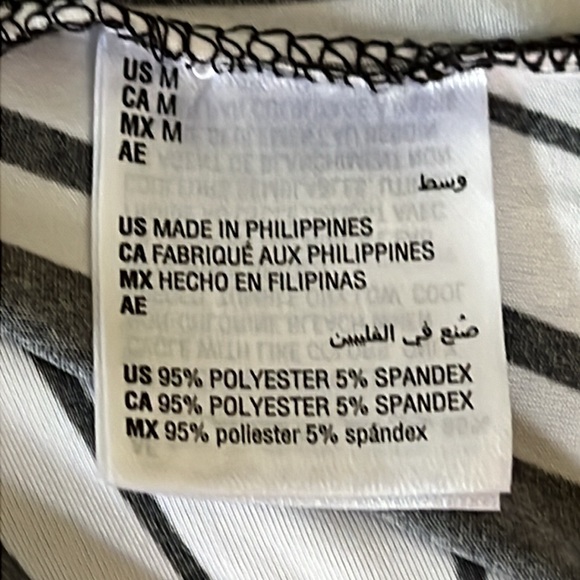 US M
CA M
MX M
AE
وسط
US MADE IN PHILIPPINES
CA FABRIQUÉ AUX PHILIPPINES
MX HECHO EN FILIPINAS
AE
صُنع في الفلبين
US 95% POLYESTER 5% SPANDEX
CA 95% POLYESTER 5% SPANDEX
MX 95% poliester 5% spándex